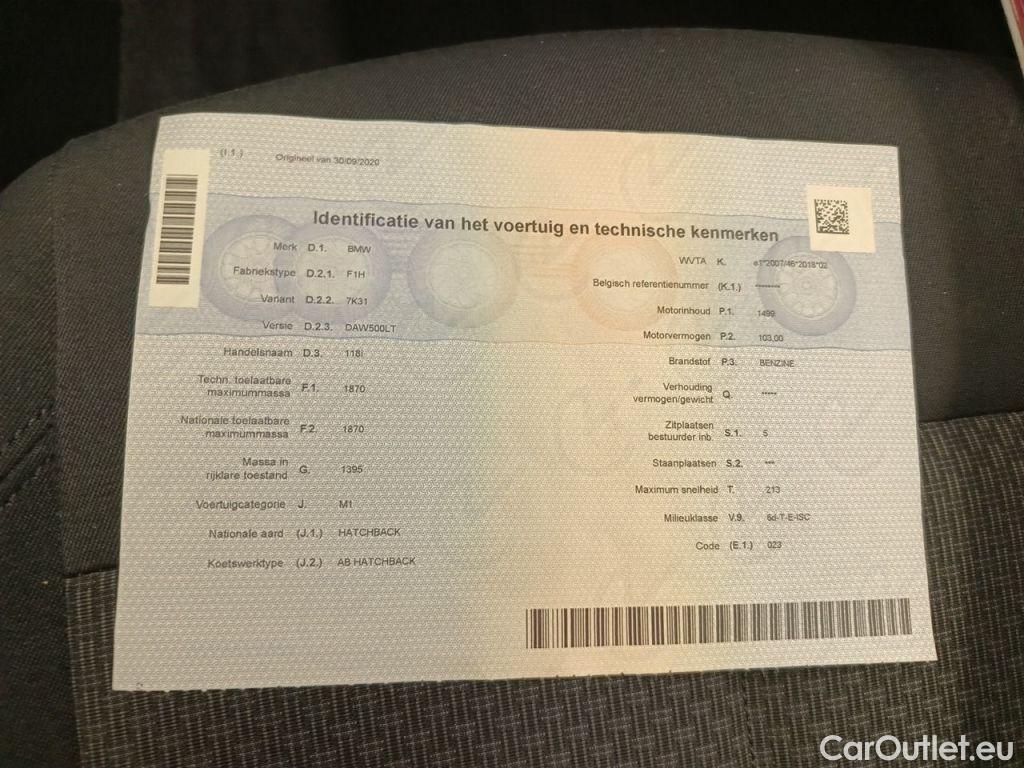 (I.1.) Origineel van 30/09/2020
Identificatie van het voertuig en technische kenmerken
Merk D.1. BMW
Fabriekstype D.2.1. F1H
Variant D.2.2. 7K31
Versie D.2.3. DAW500LT
Handelsnaam D.3. 118i
Techn. toelaatbare
maximummassa F.1. 1870
Nationale toelaatbare
maximummassa F.2. 1870
Massa in
rijklare toestand G. 1395
Voertuigcategorie J. M1
Nationale aard (J.1.) HATCHBACK
Koetswerktype (J.2.) AB HATCHBACK
WVTA K. e1*2007/46*2018*02
Belgisch referentienummer (K.1.) --------
Motorinhoud P.1. 1499
Motorvermogen P.2. 103,00
Brandstof P.3. BENZINE
Verhouding
vermogen/gewicht Q. -----
Zitplaatsen
bestuurder inb. S.1. 5
Staanplaatsen S.2. ---
Maximum snelheid T. 213
Milieuklasse V.9. 6d-T-E-ISC
Code (E.1.) 023
CarOutlet.eu